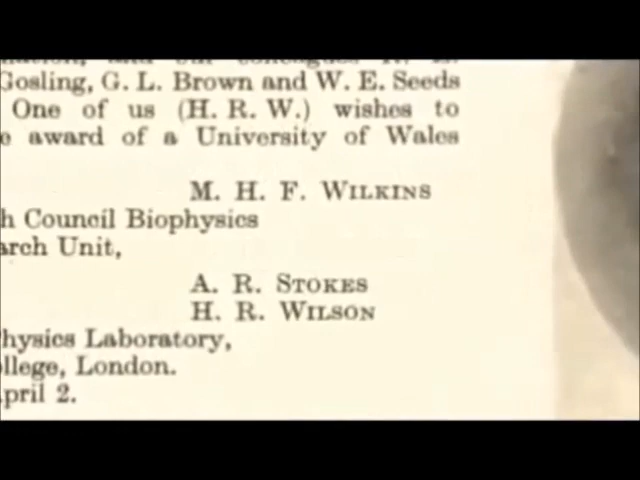 Gosling, G. L. Brown and W. E. Seeds
One of us (H. R. W.) wishes to
award of a University of Wales
M. H. F. WILKINS
h Council Biophysics
arch Unit,
A. R. STOKES
H. R. WILSON
hysics Laboratory,
llege, London.
pril 2.